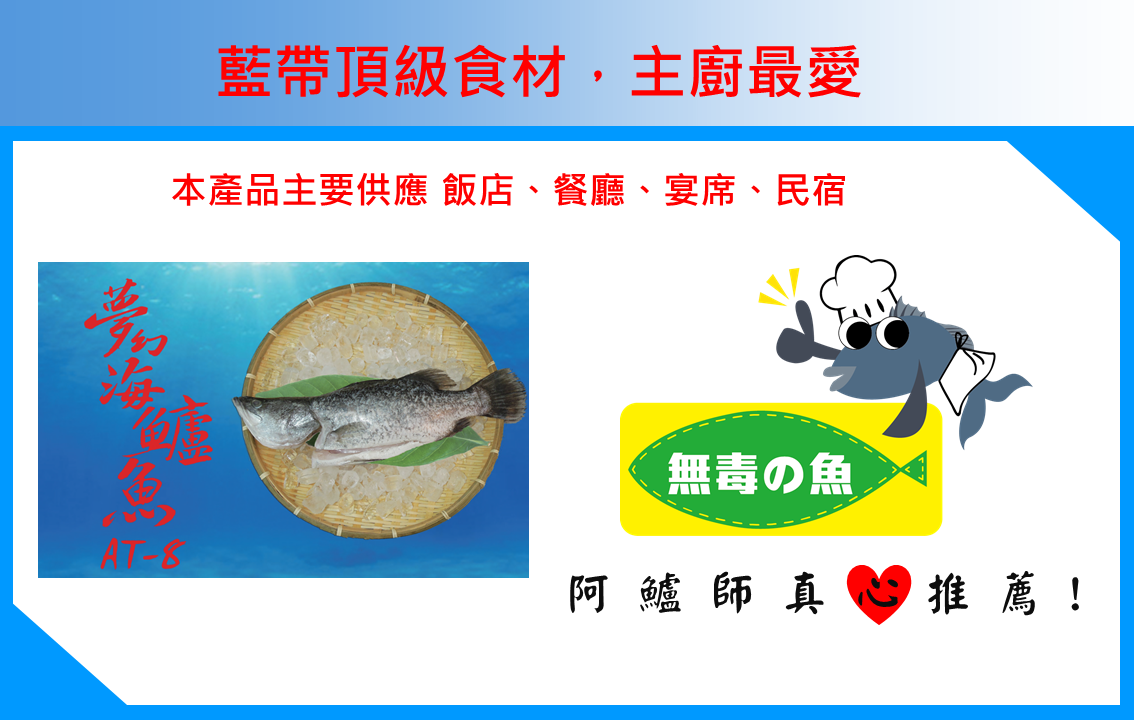 藍帶頂級食材，主廚最愛
本產品主要供應 飯店、餐廳、宴席、民宿
夢幻海鱸魚
AT-8
無毒の魚
阿鱸師真心推薦！